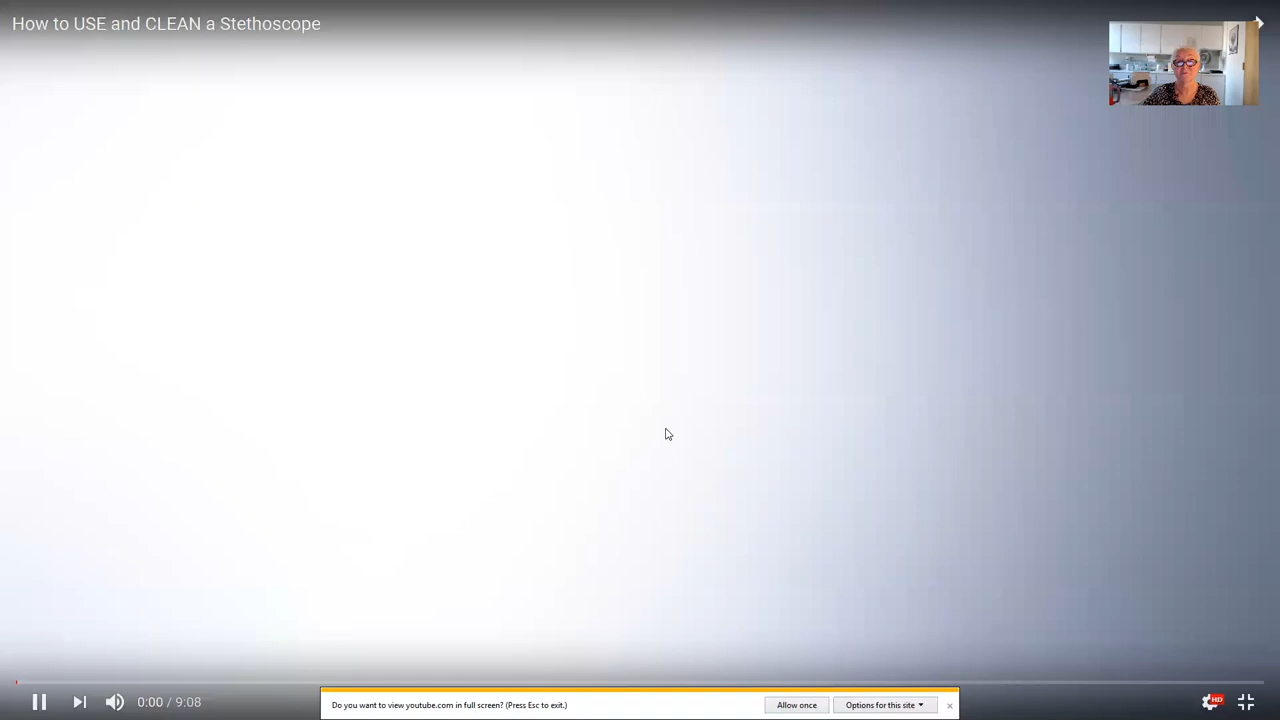 How to USE and CLEAN a Stethoscope
0:00 / 9:08
HD
Do you want to view youtube.com in full screen? (Press Esc to exit.)
Allow once
Options for this site